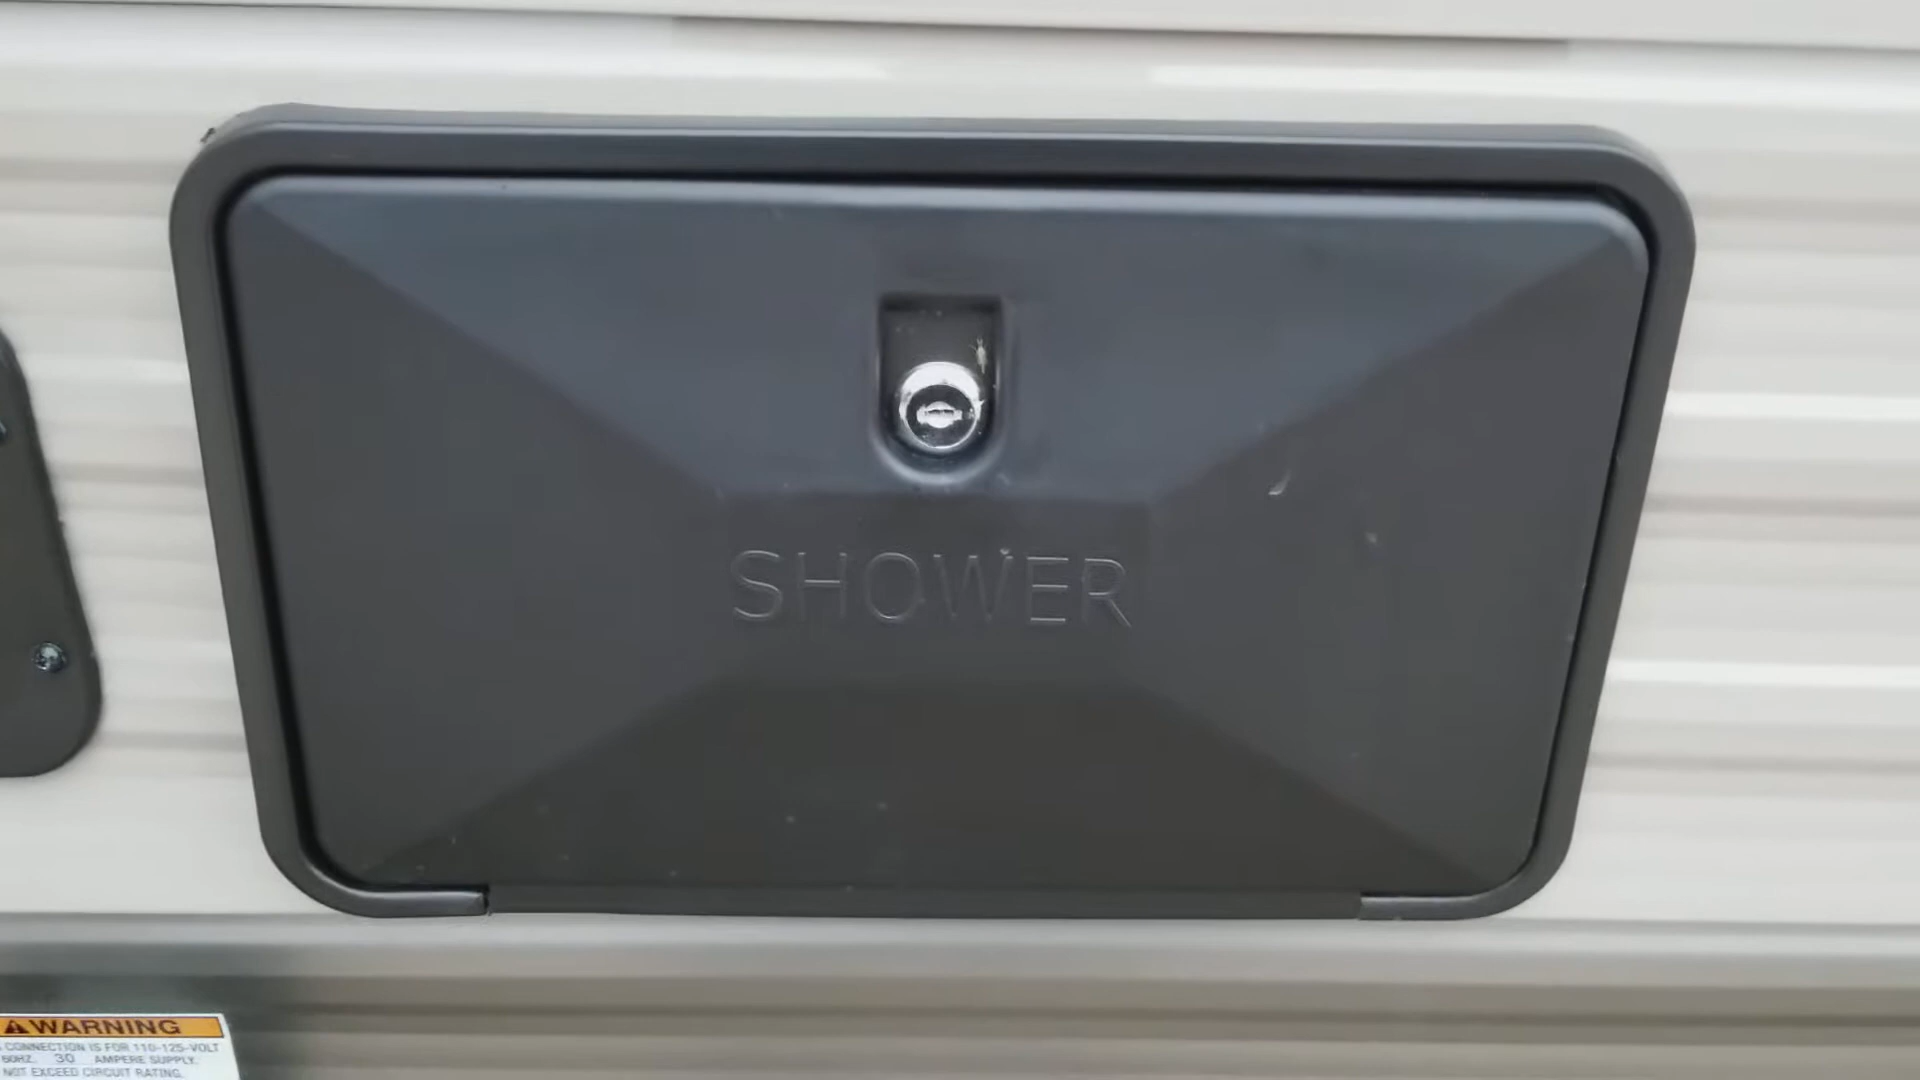 SHOWER
WARNING
CONNECTION IS FOR 110-125-VOLT
60HZ. 30 AMPERE SUPPLY.
NOT EXCEED CIRCUIT RATING.